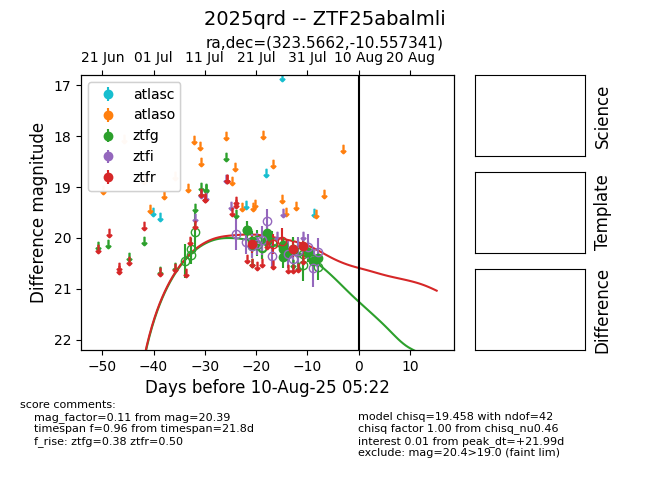 2025qrd -- ZTF25abalmli
ra,dec=(323.5662,-10.557341)
21 Jun 01 Jul 11 Jul 21 Jul 31 Jul 10 Aug 20 Aug
17
18
19
20
21
22
Difference magnitude
atlasc
atlaso
ztfg
ztfi
ztfr
−50 −40 −30 −20 −10 0 10
Days before 10-Aug-25 05:22
Science
Template
Difference
score comments:
mag_factor=0.11 from mag=20.39
timespan f=0.96 from timespan=21.8d
f_rise: ztfg=0.38 ztfr=0.50
model chisq=19.458 with ndof=42
chisq factor 1.00 from chisq_nu0.46
interest 0.01 from peak_dt=+21.99d
exclude: mag=20.4>19.0 (faint lim)